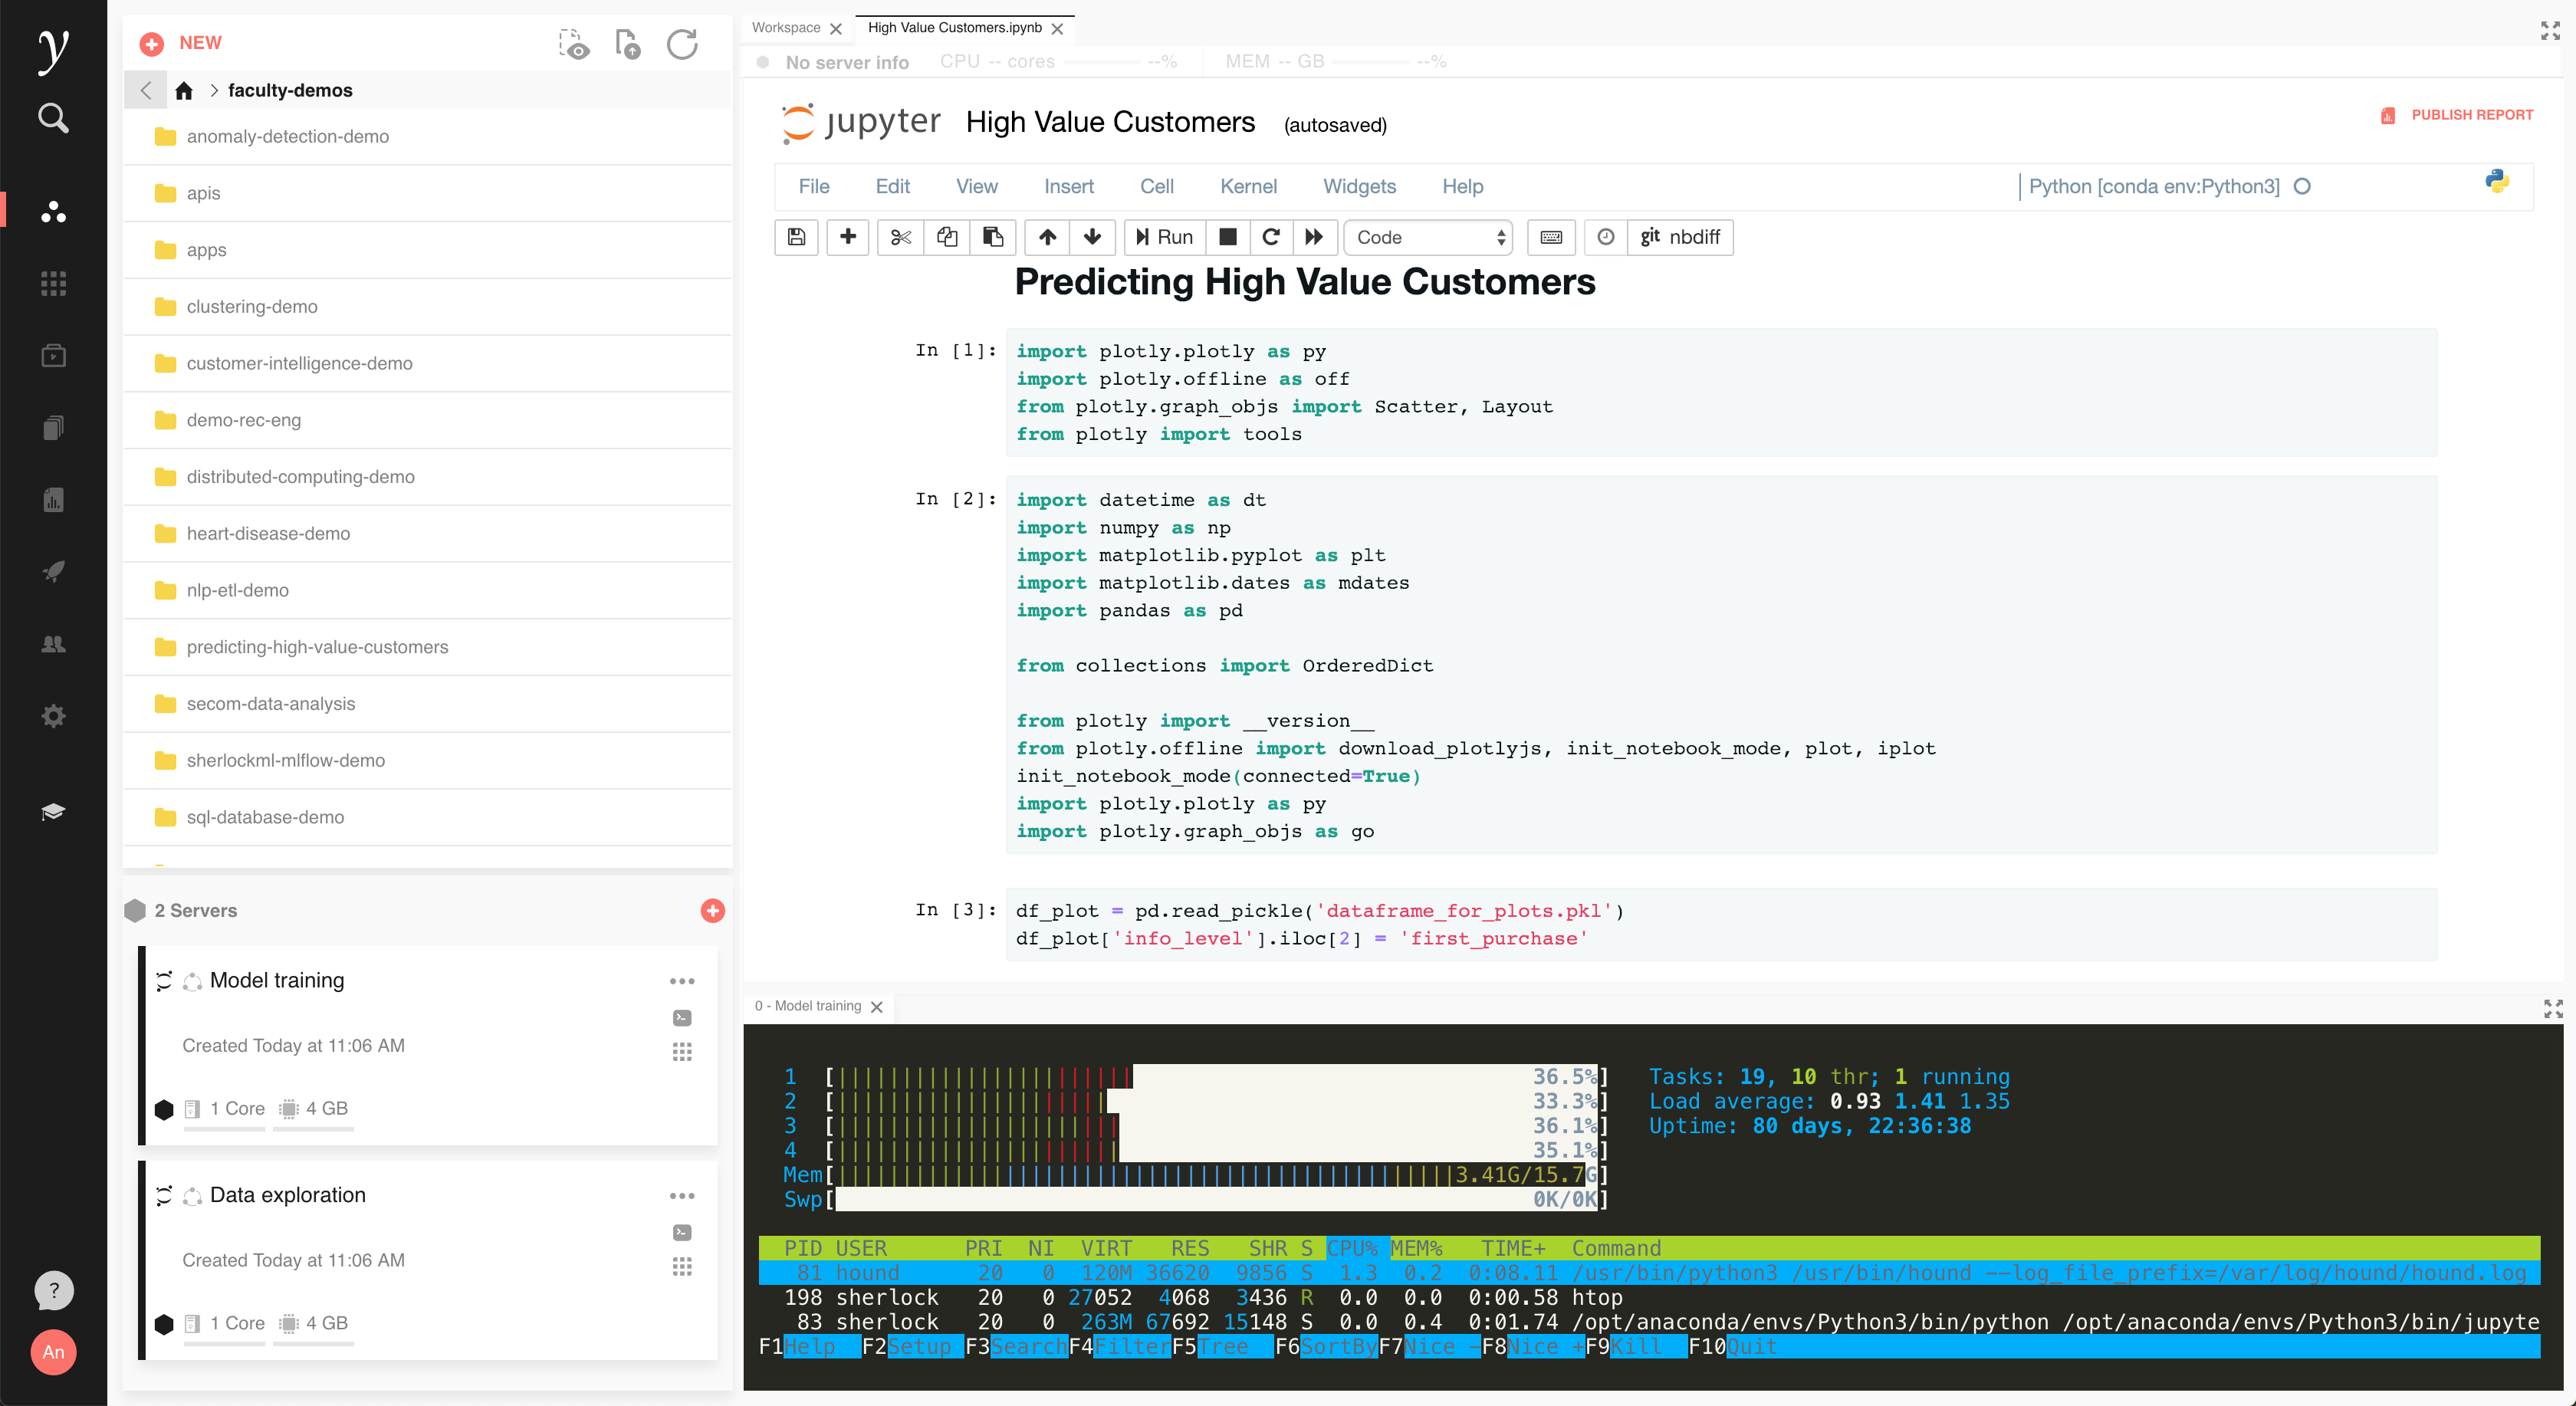 y
NEW
faculty-demos
anomaly-detection-demo
apis
apps
clustering-demo
customer-intelligence-demo
demo-rec-eng
distributed-computing-demo
heart-disease-demo
nlp-etl-demo
predicting-high-value-customers
secom-data-analysis
sherlockml-mlflow-demo
sql-database-demo
2 Servers
Model training
Created Today at 11:06 AM
1 Core 4 GB
Data exploration
Created Today at 11:06 AM
1 Core 4 GB
?
An
Workspace High Value Customers.ipynb
No server info CPU -- cores --% MEM -- GB --%
jupyter High Value Customers (autosaved)
PUBLISH REPORT
File Edit View Insert Cell Kernel Widgets Help Python [conda env:Python3]
Run Code git nbdiff
Predicting High Value Customers
In [1]: import plotly.plotly as py
import plotly.offline as off
from plotly.graph_objs import Scatter, Layout
from plotly import tools
In [2]: import datetime as dt
import numpy as np
import matplotlib.pyplot as plt
import matplotlib.dates as mdates
import pandas as pd
from collections import OrderedDict
from plotly import __version__
from plotly.offline import download_plotlyjs, init_notebook_mode, plot, iplot
init_notebook_mode(connected=True)
import plotly.plotly as py
import plotly.graph_objs as go
In [3]: df_plot = pd.read_pickle('dataframe_for_plots.pkl')
df_plot['info_level'].iloc[2] = 'first_purchase'
0 - Model training
1 [ 36.5%] Tasks: 19, 10 thr; 1 running
2 [ 33.3%] Load average: 0.93 1.41 1.35
3 [ 36.1%] Uptime: 80 days, 22:36:38
4 [ 35.1%]
Mem[ 3.41G/15.7G]
Swp[ 0K/0K]
PID USER PRI NI VIRT RES SHR S CPU% MEM% TIME+ Command
81 hound 20 0 120M 36620 9856 S 1.3 0.2 0:08.11 /usr/bin/python3 /usr/bin/hound --log_file_prefix=/var/log/hound/hound.log
198 sherlock 20 0 27052 4068 3436 R 0.0 0.0 0:00.58 htop
83 sherlock 20 0 263M 67692 15148 S 0.0 0.4 0:01.74 /opt/anaconda/envs/Python3/bin/python /opt/anaconda/envs/Python3/bin/jupyte
F1Help F2Setup F3SearchF4FilterF5Tree F6SortByF7Nice -F8Nice +F9Kill F10Quit